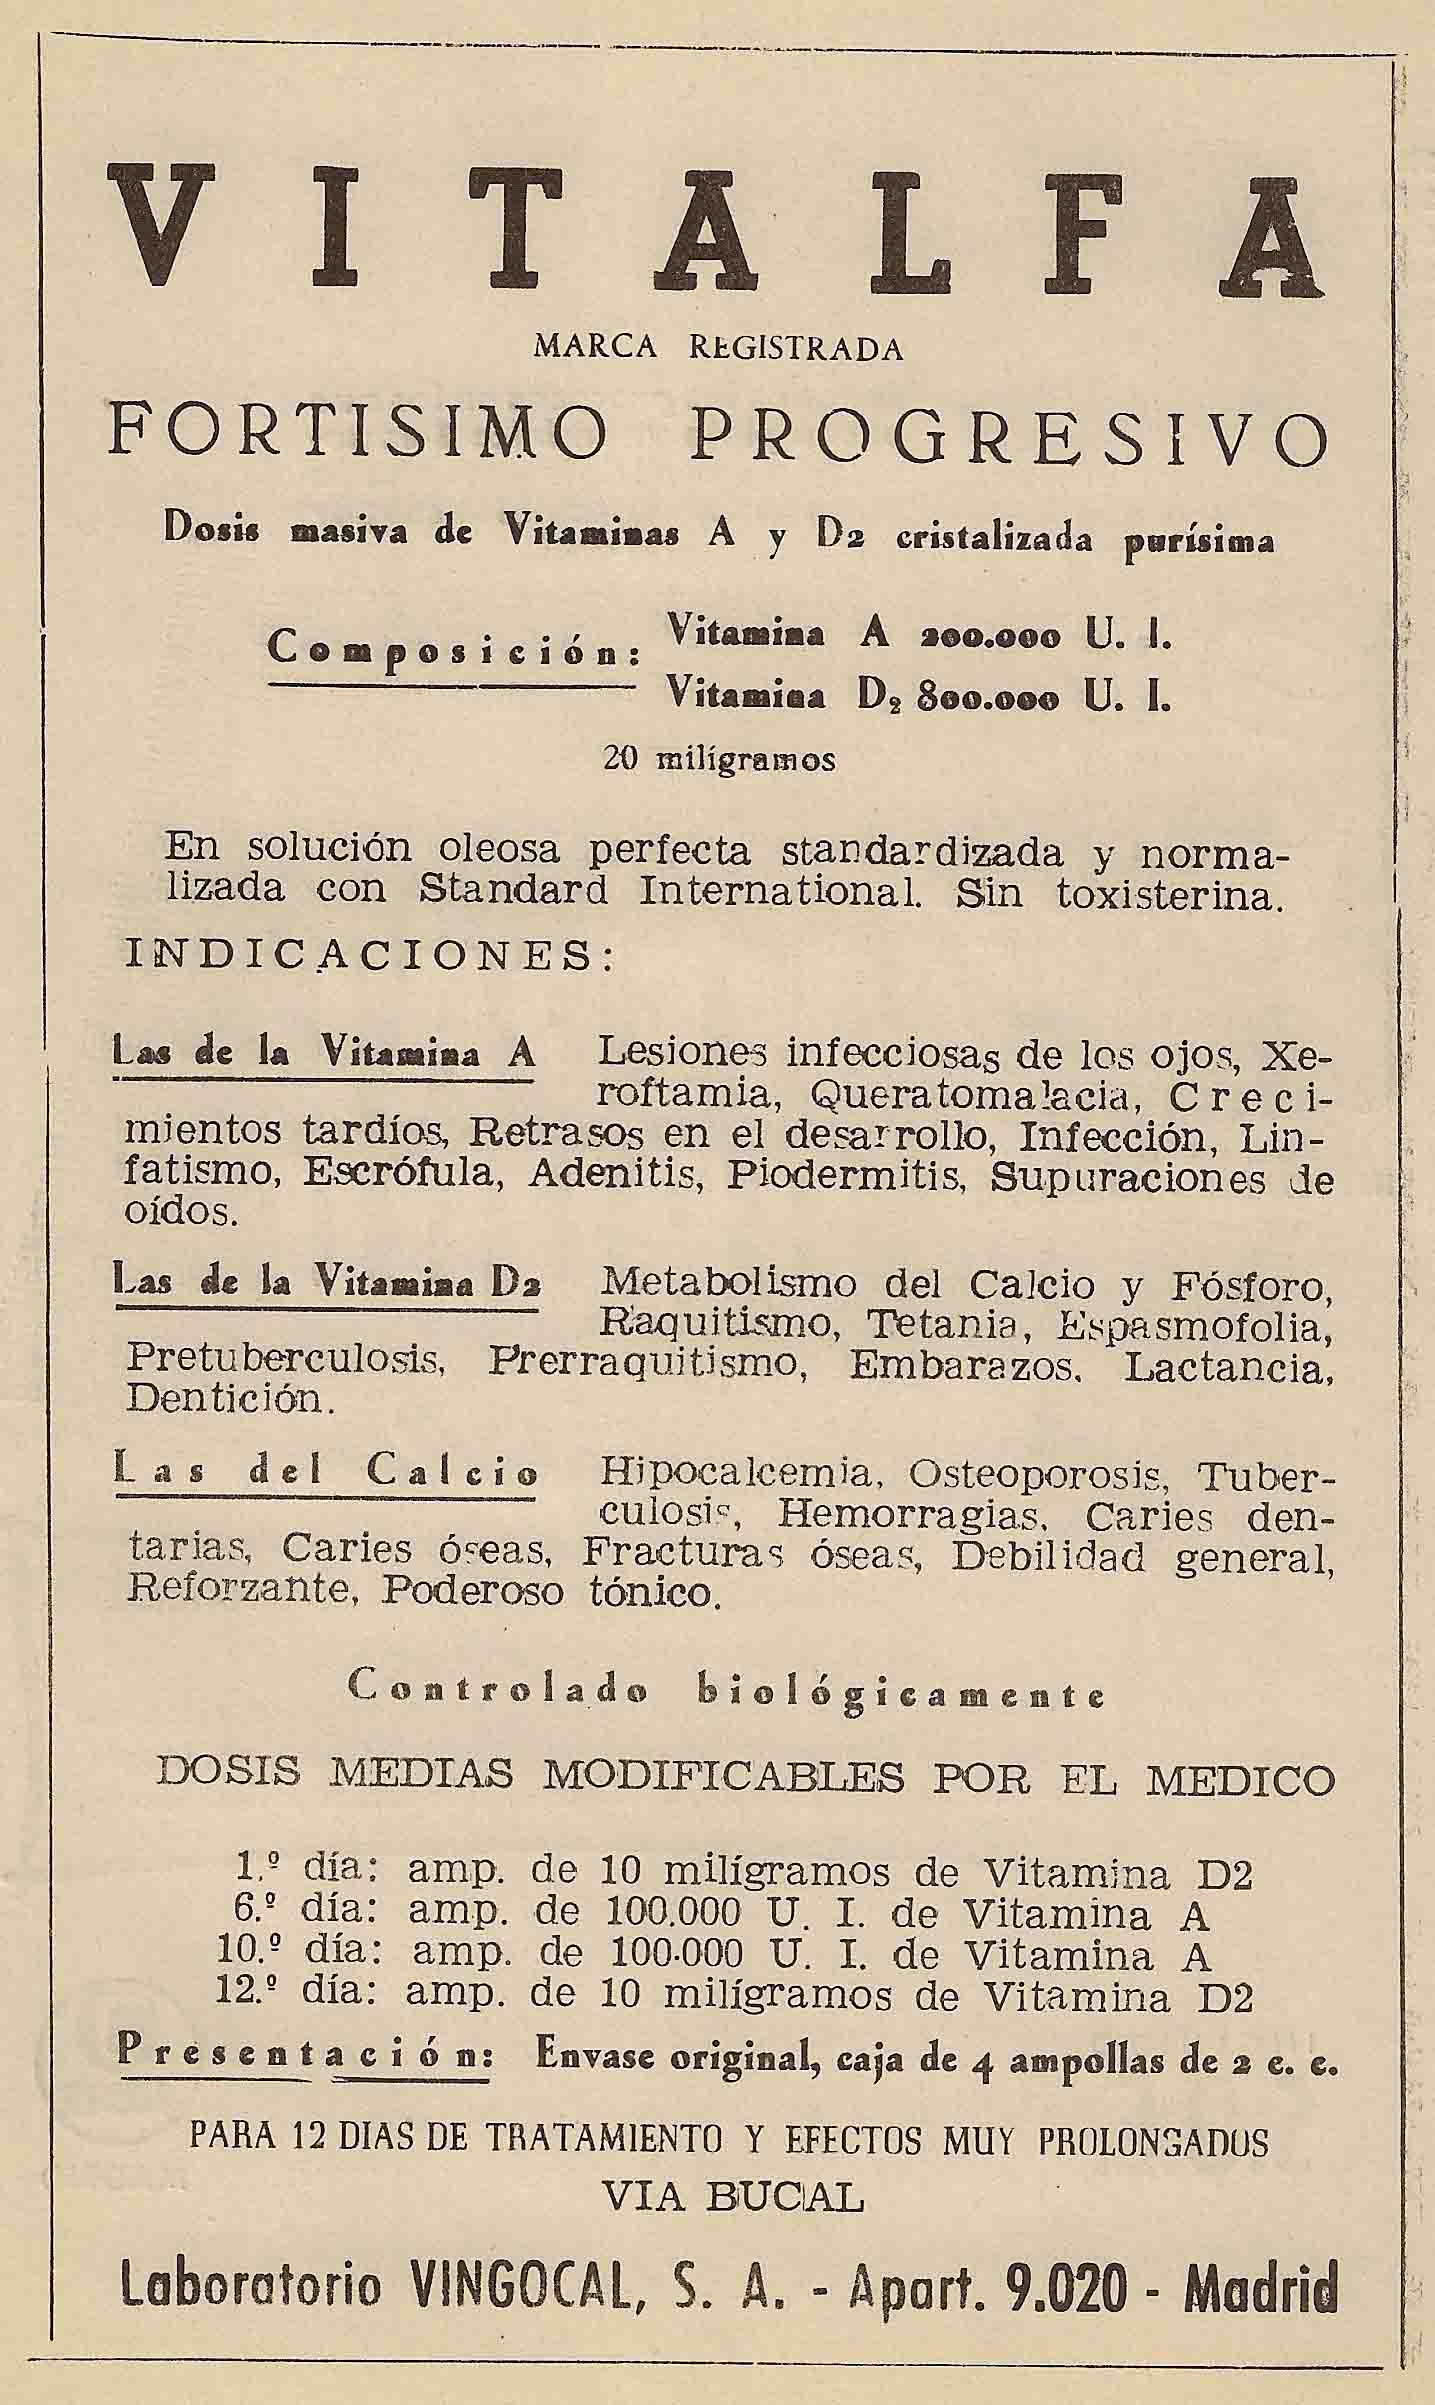 VITALFA
MARCA REGISTRADA
FORTISIMO PROGRESIVO
Dosis masiva de Vitaminas A y D2 cristalizada purísima
Composición: Vitamina A 200.000 U. I.
Vitamina D2 800.000 U. I.
20 milígramos
En solución oleosa perfecta standardizada y norma-
lizada con Standard International. Sin toxisterina.
INDICACIONES:
Las de la Vitamina A Lesiones infecciosas de los ojos, Xe-
roftamia, Queratomalacia, Creci-
mientos tardíos, Retrasos en el desarrollo, Infección, Lin-
fatismo, Escrófula, Adenitis, Piodermitis, Supuraciones de
oídos.
Las de la Vitamina D2 Metabolismo del Calcio y Fósforo,
Raquitismo, Tetania, Espasmofolia,
Pretuberculosis, Prerraquitismo, Embarazos, Lactancia,
Dentición.
Las del Calcio Hipocalcemia, Osteoporosis, Tuber-
culosis, Hemorragias, Caries den-
tarias, Caries óseas, Fracturas óseas, Debilidad general,
Reforzante, Poderoso tónico.
Controlado biológicamente
DOSIS MEDIAS MODIFICABLES POR EL MEDICO
1.º día: amp. de 10 milígramos de Vitamina D2
6.º día: amp. de 100.000 U. I. de Vitamina A
10.º día: amp. de 100.000 U. I. de Vitamina A
12.º día: amp. de 10 milígramos de Vitamina D2
Presentación: Envase original, caja de 4 ampollas de 2 c. c.
PARA 12 DIAS DE TRATAMIENTO Y EFECTOS MUY PROLONGADOS
VIA BUCAL
Laboratorio VINGOCAL, S. A. - Apart. 9.020 - Madrid